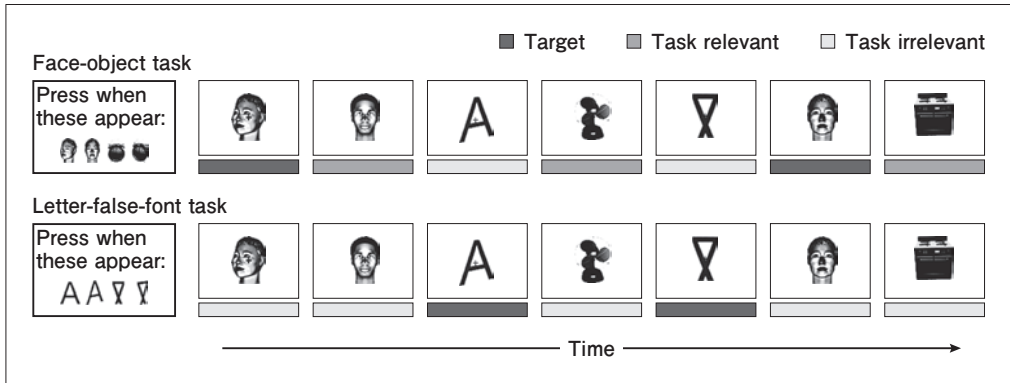 Target Task relevant Task irrelevant
Face-object task
Press when
these appear:
A
Letter-false-font task
Press when
these appear:
A A
A
Time